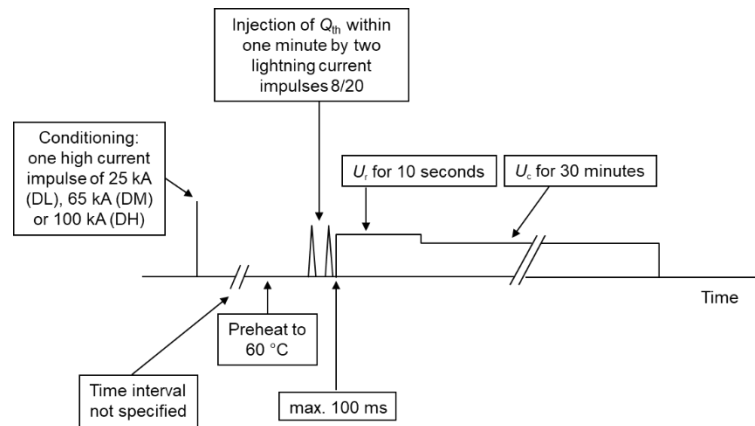 Injection of Qth within
one minute by two
lightning current
impulses 8/20
Conditioning:
one high current
impulse of 25 kA
(DL), 65 kA (DM)
or 100 kA (DH)
Ur for 10 seconds
Uc for 30 minutes
Time
Preheat to
60 °C
Time interval
not specified
max. 100 ms